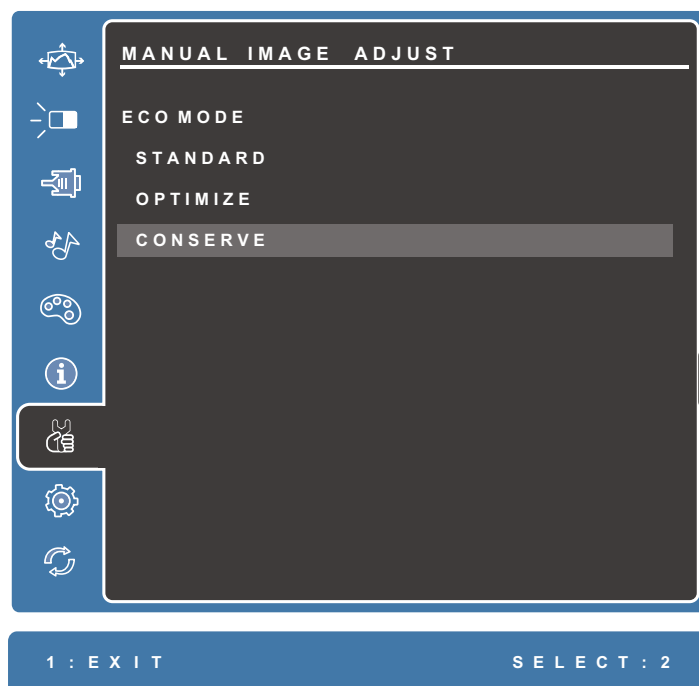 MANUAL IMAGE ADJUST
ECO MODE
STANDARD
OPTIMIZE
CONSERVE
1:EXIT SELECT:2